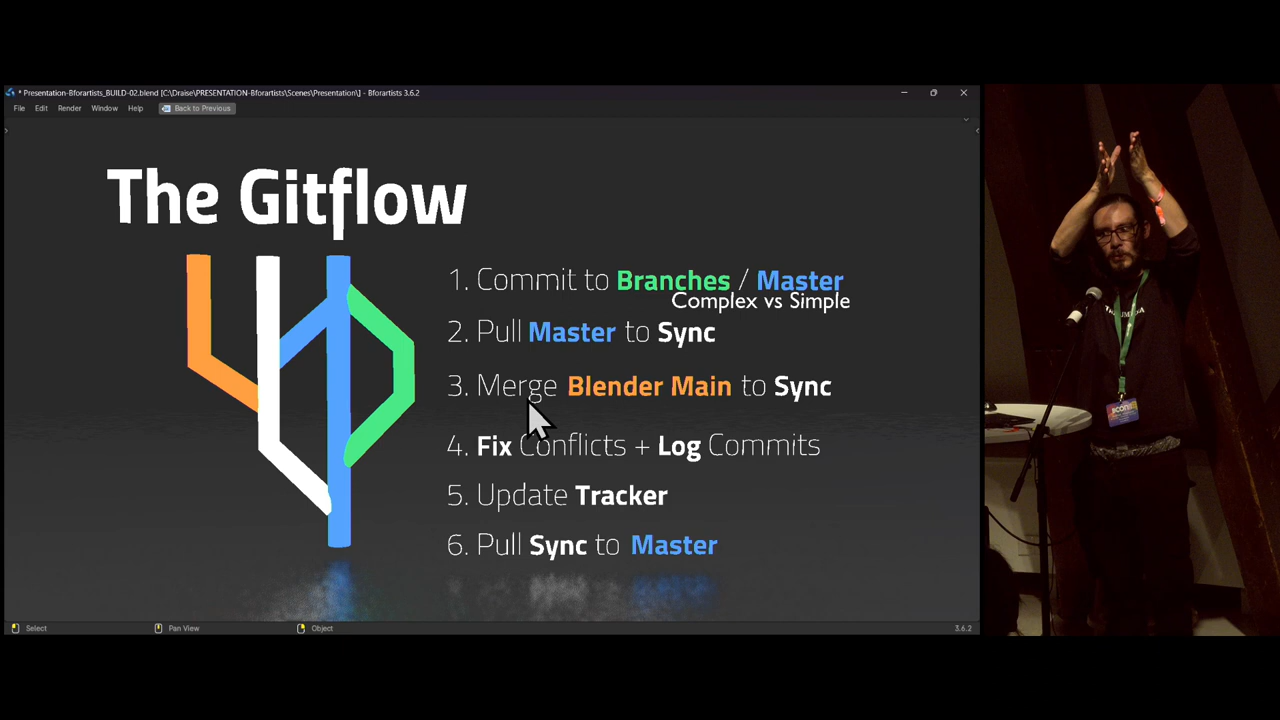 * Presentation-Bforartists_BUILD-02.blend [C:\Draise\PRESENTATION-Bforartists\Scenes\Presentation\] - Bforartists 3.6.2
File Edit Render Window Help Back to Previous
The Gitflow
1. Commit to Branches / Master
Complex vs Simple
2. Pull Master to Sync
3. Merge Blender Main to Sync
4. Fix Conflicts + Log Commits
5. Update Tracker
6. Pull Sync to Master
Select Pan View Object 3.6.2